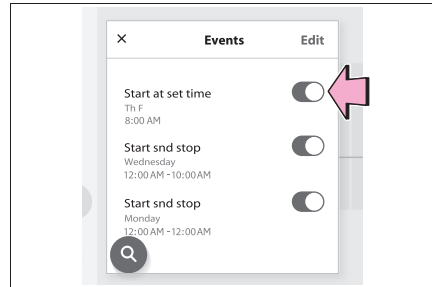 × Events Edit
Start at set time
Th F
8:00 AM
Start snd stop
Wednesday
12:00 AM - 10:00 AM
Start snd stop
Monday
12:00 AM - 12:00 AM